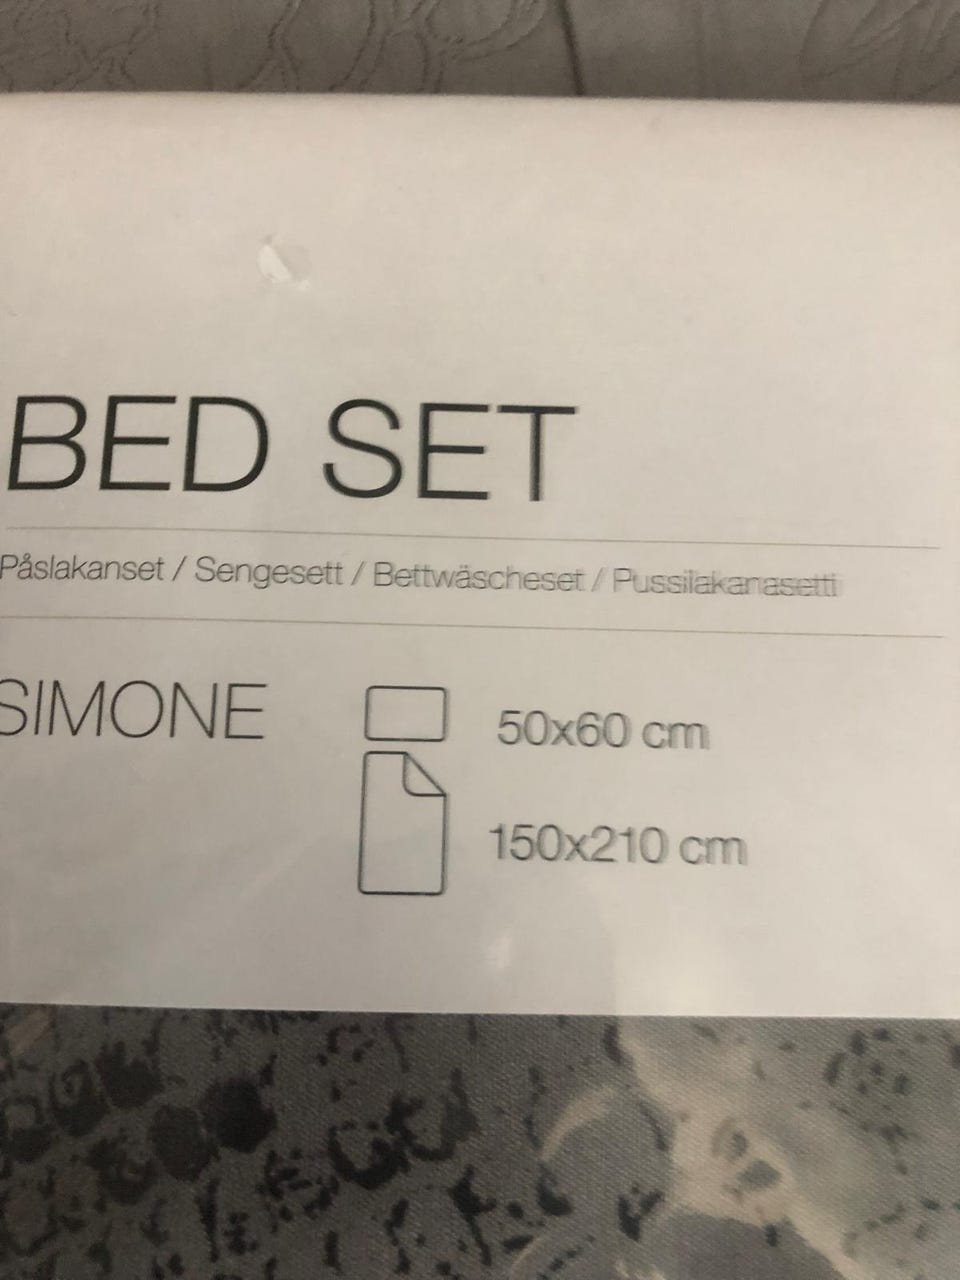 BED SET
Påslakanset / Sengesett / Bettwäscheset / Pussilakanasetti
SIMONE
50x60 cm
150x210 cm